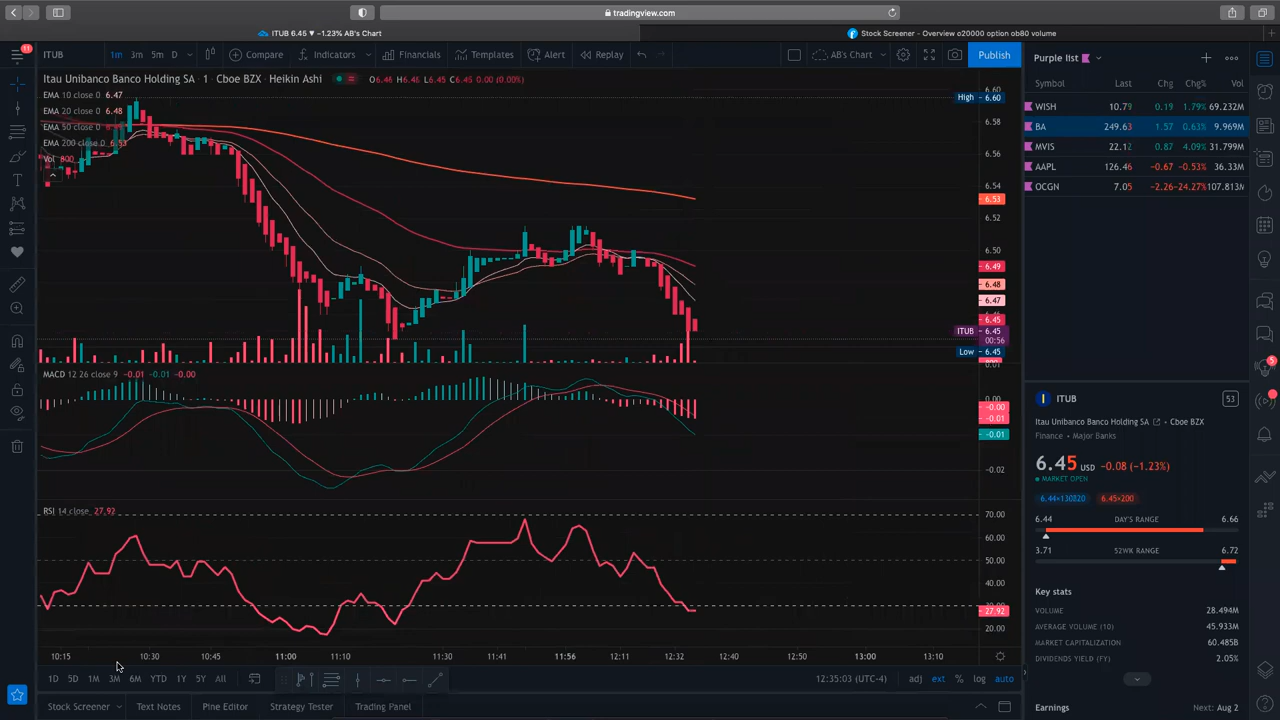 tradingview.com
ITUB 6.45 ▼ −1.23% AB's Chart
Stock Screener - Overview o20000 option ob80 volume
11
ITUB
1m 3m 5m D
Compare
Indicators
Financials
Templates
Alert
Replay
AB's Chart
Publish
Itau Unibanco Banco Holding SA · 1 · Cboe BZX · Heikin Ashi
O6.46 H6.46 L6.45 C6.45 0.00 (0.00%)
EMA 10 close 0 6.47
EMA 20 close 0 6.48
EMA 50 close 0
EMA 200 close 0 6.53
Vol 800
High 6.60
6.60
6.58
6.56
6.54
6.53
6.52
6.50
6.49
6.48
6.47
6.45
ITUB 6.45
00:56
Low 6.45
0.01
MACD 12 26 close 9 −0.01 −0.01 −0.00
0.00
−0.00
−0.01
−0.01
−0.02
RSI 14 close 27.92
70.00
60.00
50.00
40.00
30.00
27.92
20.00
10:15 10:30 10:45 11:00 11:10 11:30 11:41 11:56 12:11 12:32 12:40 12:50 13:00 13:10
1D 5D 1M 3M 6M YTD 1Y 5Y All
12:35:03 (UTC-4)
adj ext % log auto
Stock Screener
Text Notes
Pine Editor
Strategy Tester
Trading Panel
Purple list
Symbol Last Chg Chg% Vol
WISH 10.79 0.19 1.79% 69.232M
BA 249.63 1.57 0.63% 9.969M
MVIS 22.12 0.87 4.09% 31.799M
AAPL 126.46 −0.67 −0.53% 36.33M
OCGN 7.05 −2.26 −24.27% 107.813M
ITUB
53
Itau Unibanco Banco Holding SA · Cboe BZX
Finance · Major Banks
6.45 USD −0.08 (−1.23%)
MARKET OPEN
6.44×130820 6.45×200
6.44 DAY'S RANGE 6.66
3.71 52WK RANGE 6.72
Key stats
VOLUME 28.494M
AVERAGE VOLUME (10) 45.933M
MARKET CAPITALIZATION 60.485B
DIVIDENDS YIELD (FY) 2.05%
Earnings Next: Aug 2
5